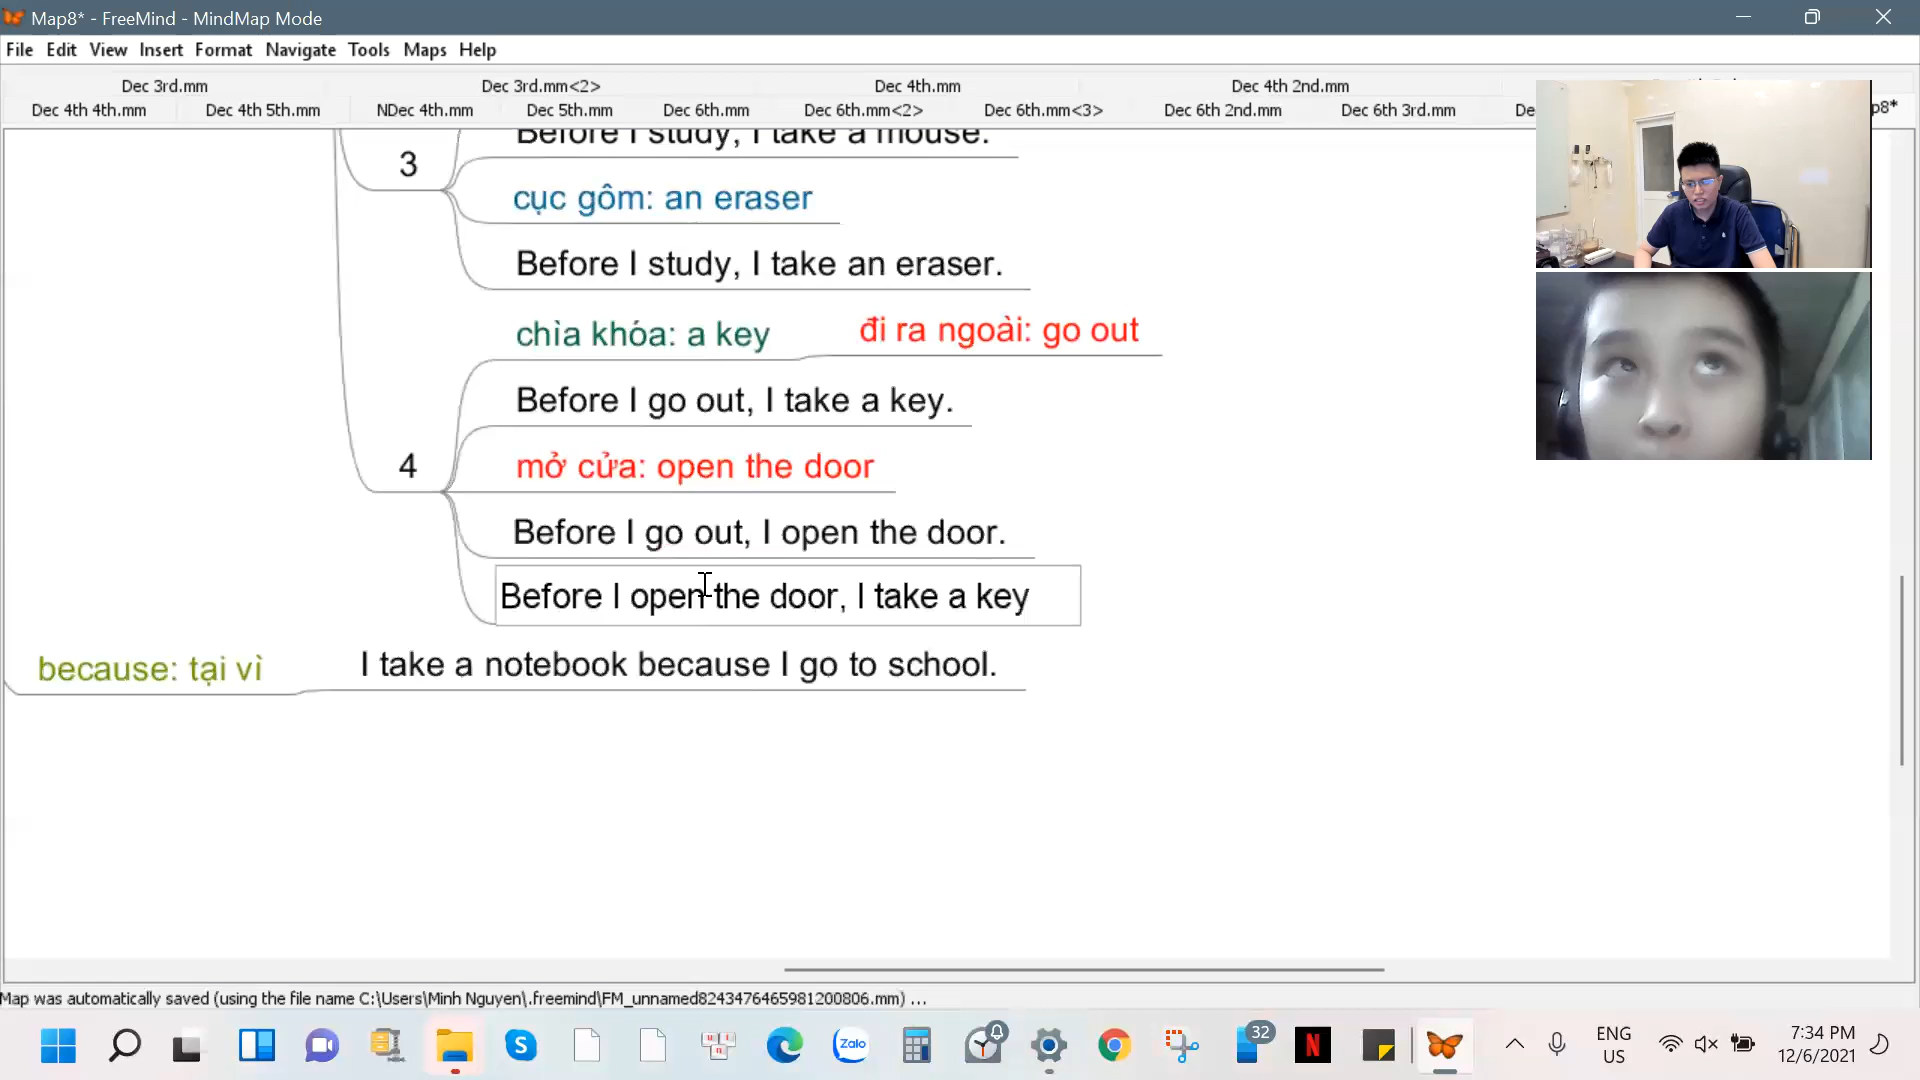 Map8* - FreeMind - MindMap Mode
File Edit View Insert Format Navigate Tools Maps Help
Dec 3rd.mm Dec 3rd.mm<2> Dec 4th.mm Dec 4th 2nd.mm
Dec 4th 4th.mm Dec 4th 5th.mm NDec 4th.mm Dec 5th.mm Dec 6th.mm Dec 6th.mm<2> Dec 6th.mm<3> Dec 6th 2nd.mm Dec 6th 3rd.mm De p8*
Before I study, I take a mouse.
3
cục gôm: an eraser
Before I study, I take an eraser.
chìa khóa: a key đi ra ngoài: go out
Before I go out, I take a key.
4
mở cửa: open the door
Before I go out, I open the door.
Before I open the door, I take a key
because: tại vì I take a notebook because I go to school.
Map was automatically saved (using the file name C:\Users\Minh Nguyen\.freemind\FM_unnamed8243476465981200806.mm) ...
Zalo
32
N
ENG
US
7:34 PM
12/6/2021